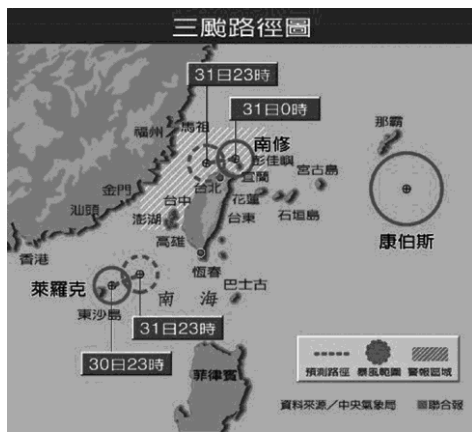 三颱路徑圖
31日23時
31日0時
馬祖
南修
那霸
福州
彭佳嶼
宜蘭
台北
宮古島
金門
花蓮
台中
石垣島
汕頭
澎湖
台東
康伯斯
高雄
香港
恆春
萊羅克
南 海
巴士古
東沙島
31日23時
30日23時
菲律賓
預測路徑 暴風範圍 警報區域
資料來源／中央氣象局 ■聯合報